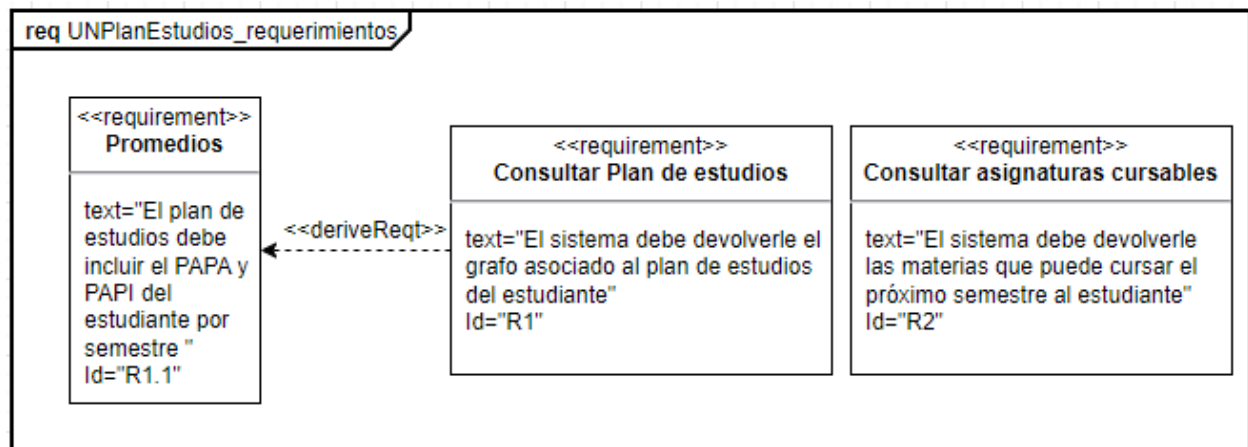 req UNPlanEstudios_requerimientos
<<requirement>>
Promedios
text="El plan de
estudios debe
incluir el PAPA y
PAPI del
estudiante por
semestre "
Id="R1.1"
<<deriveReqt>>
<<requirement>>
Consultar Plan de estudios
text="El sistema debe devolverle el
grafo asociado al plan de estudios
del estudiante"
Id="R1"
<<requirement>>
Consultar asignaturas cursables
text="El sistema debe devolverle
las materias que puede cursar el
próximo semestre al estudiante"
Id="R2"